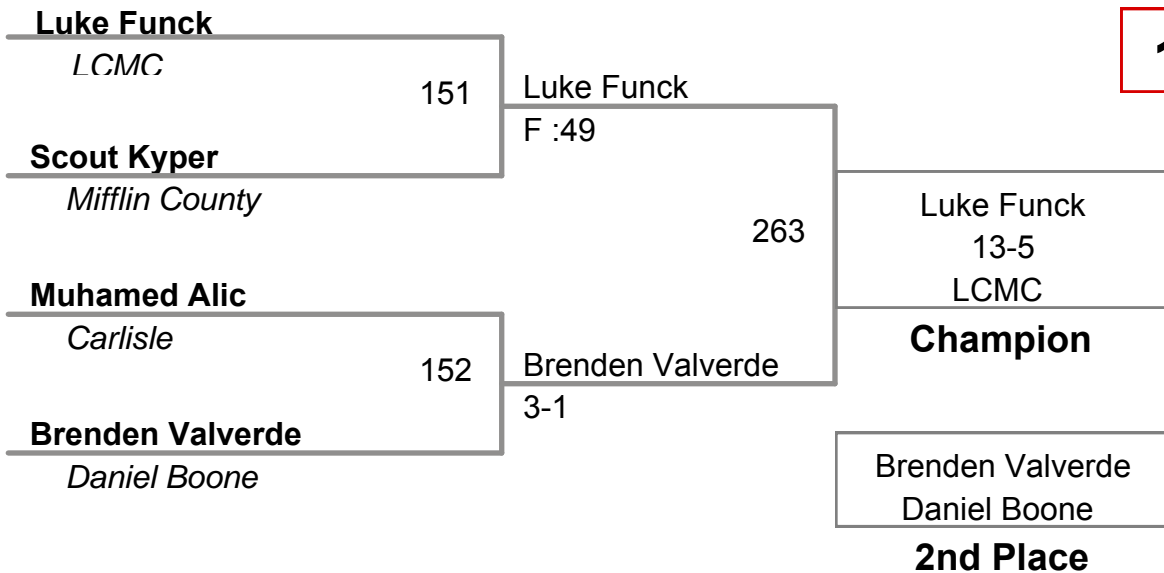 Luke Funck
LCMC
151
Luke Funck
F :49
Scout Kyper
Mifflin County
263
Luke Funck
13-5
LCMC
Champion
Muhamed Alic
Carlisle
152
Brenden Valverde
3-1
Brenden Valverde
Daniel Boone
Brenden Valverde
Daniel Boone
2nd Place